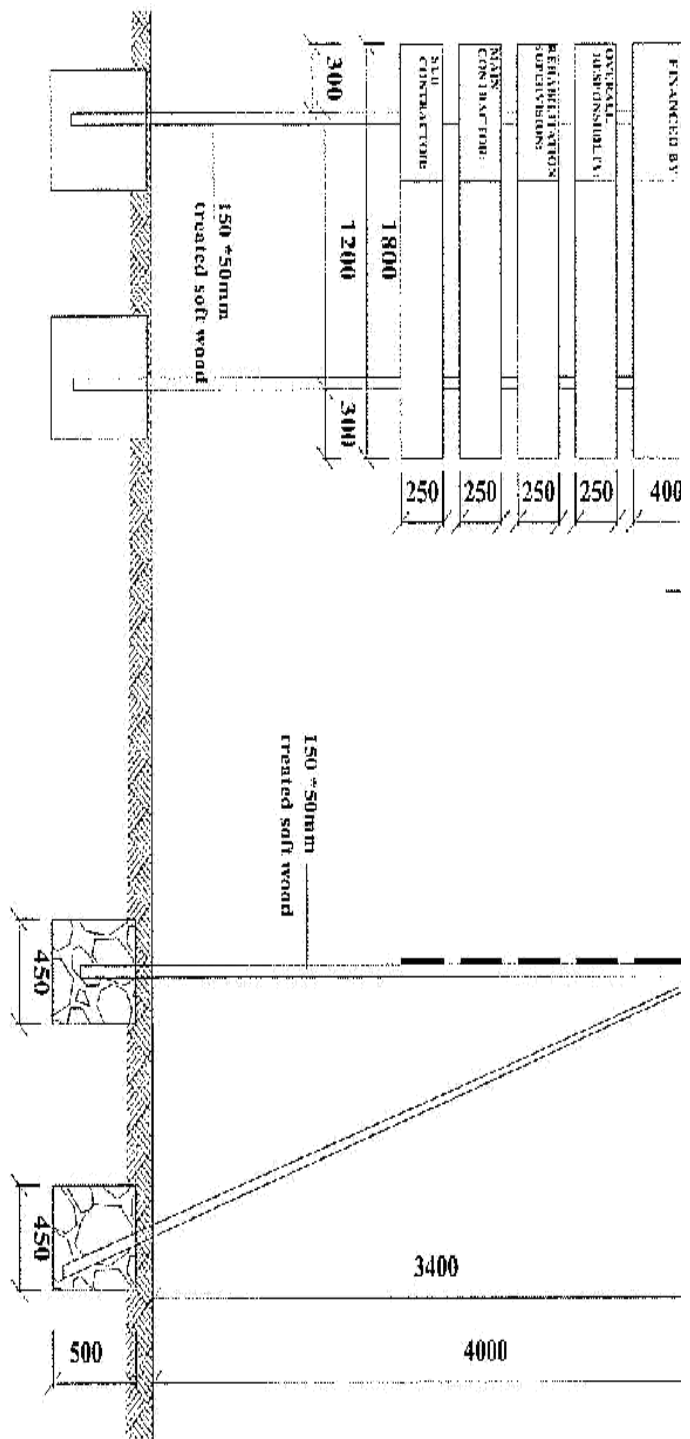 FINANCED BY
OVERALL
RESPONSIBILITY:
REHABILITATION
SUPERVISION:
MAIN
CONTRACTOR:
SUB
CONTRACTOR:
400
250
250
250
250
1800
300
1200
300
150 *50mm
treated soft wood
150 *50mm
treated soft wood
450
450
3400
4000
500